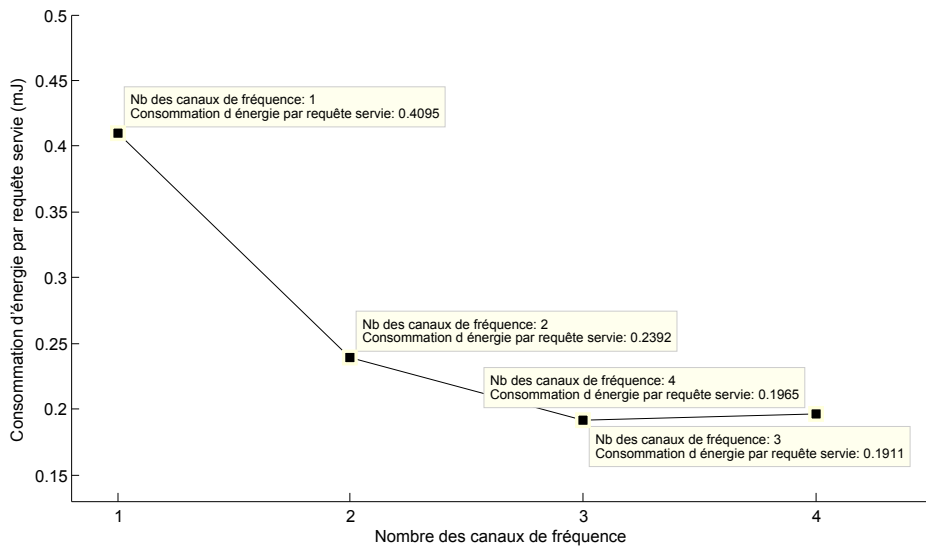 0.5
0.45
Nb des canaux de fréquence: 1
Consommation d énergie par requête servie: 0.4095
0.4
0.35
0.3
Nb des canaux de fréquence: 2
Consommation d énergie par requête servie: 0.2392
0.25
Nb des canaux de fréquence: 4
Consommation d énergie par requête servie: 0.1965
0.2
Nb des canaux de fréquence: 3
Consommation d énergie par requête servie: 0.1911
0.15
Consommation d'énergie par requête servie (mJ)
1 2 3 4
Nombre des canaux de fréquence